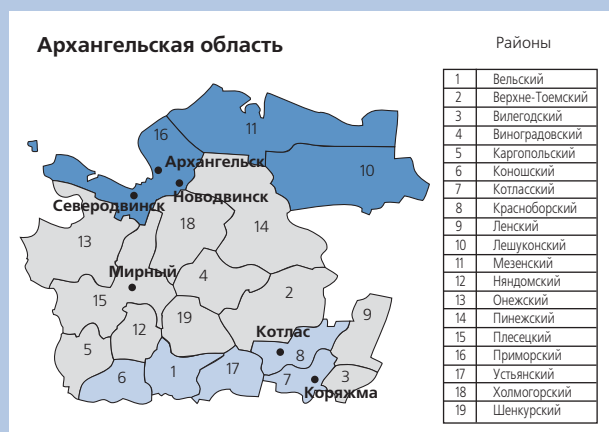 Архангельская область
Районы
1 Вельский
2 Верхне-Тоемский
3 Вилегодский
4 Виноградовский
5 Каргопольский
6 Коношский
7 Котласский
8 Красноборский
9 Ленский
10 Лешуконский
11 Мезенский
12 Няндомский
13 Онежский
14 Пинежский
15 Плесецкий
16 Приморский
17 Устьянский
18 Холмогорский
19 Шенкурский
11
16
Архангельск
10
Новодвинск
Северодвинск
18
14
13
Мирный
4
15
2
19
12
9
Котлас
5
8
1
17
6
7
3
Коряжма